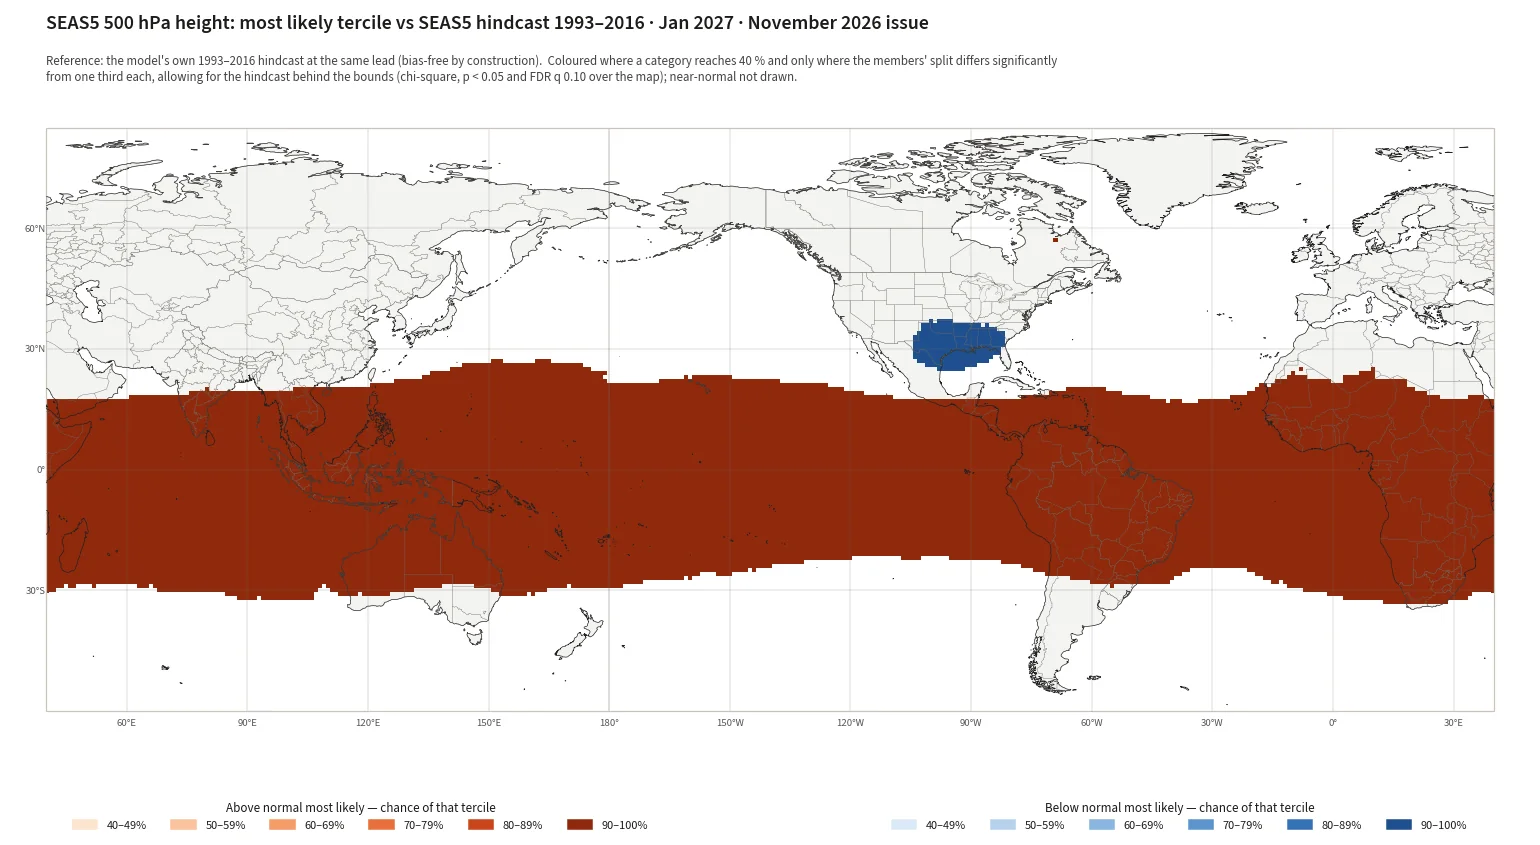 SEAS5 500 hPa height: most likely tercile vs SEAS5 hindcast 1993–2016 · Jan 2027 · November 2026 issue
Reference: the model's own 1993–2016 hindcast at the same lead (bias-free by construction).  Coloured where a category reaches 40 % and only where the members' split differs significantly
from one third each, allowing for the hindcast behind the bounds (chi-square, p < 0.05 and FDR q 0.10 over the map); near-normal not drawn.
60°N
30°N
0°
30°S
60°E 90°E 120°E 150°E 180° 150°W 120°W 90°W 60°W 30°W 0° 30°E
Above normal most likely — chance of that tercile
40–49% 50–59% 60–69% 70–79% 80–89% 90–100%
Below normal most likely — chance of that tercile
40–49% 50–59% 60–69% 70–79% 80–89% 90–100%